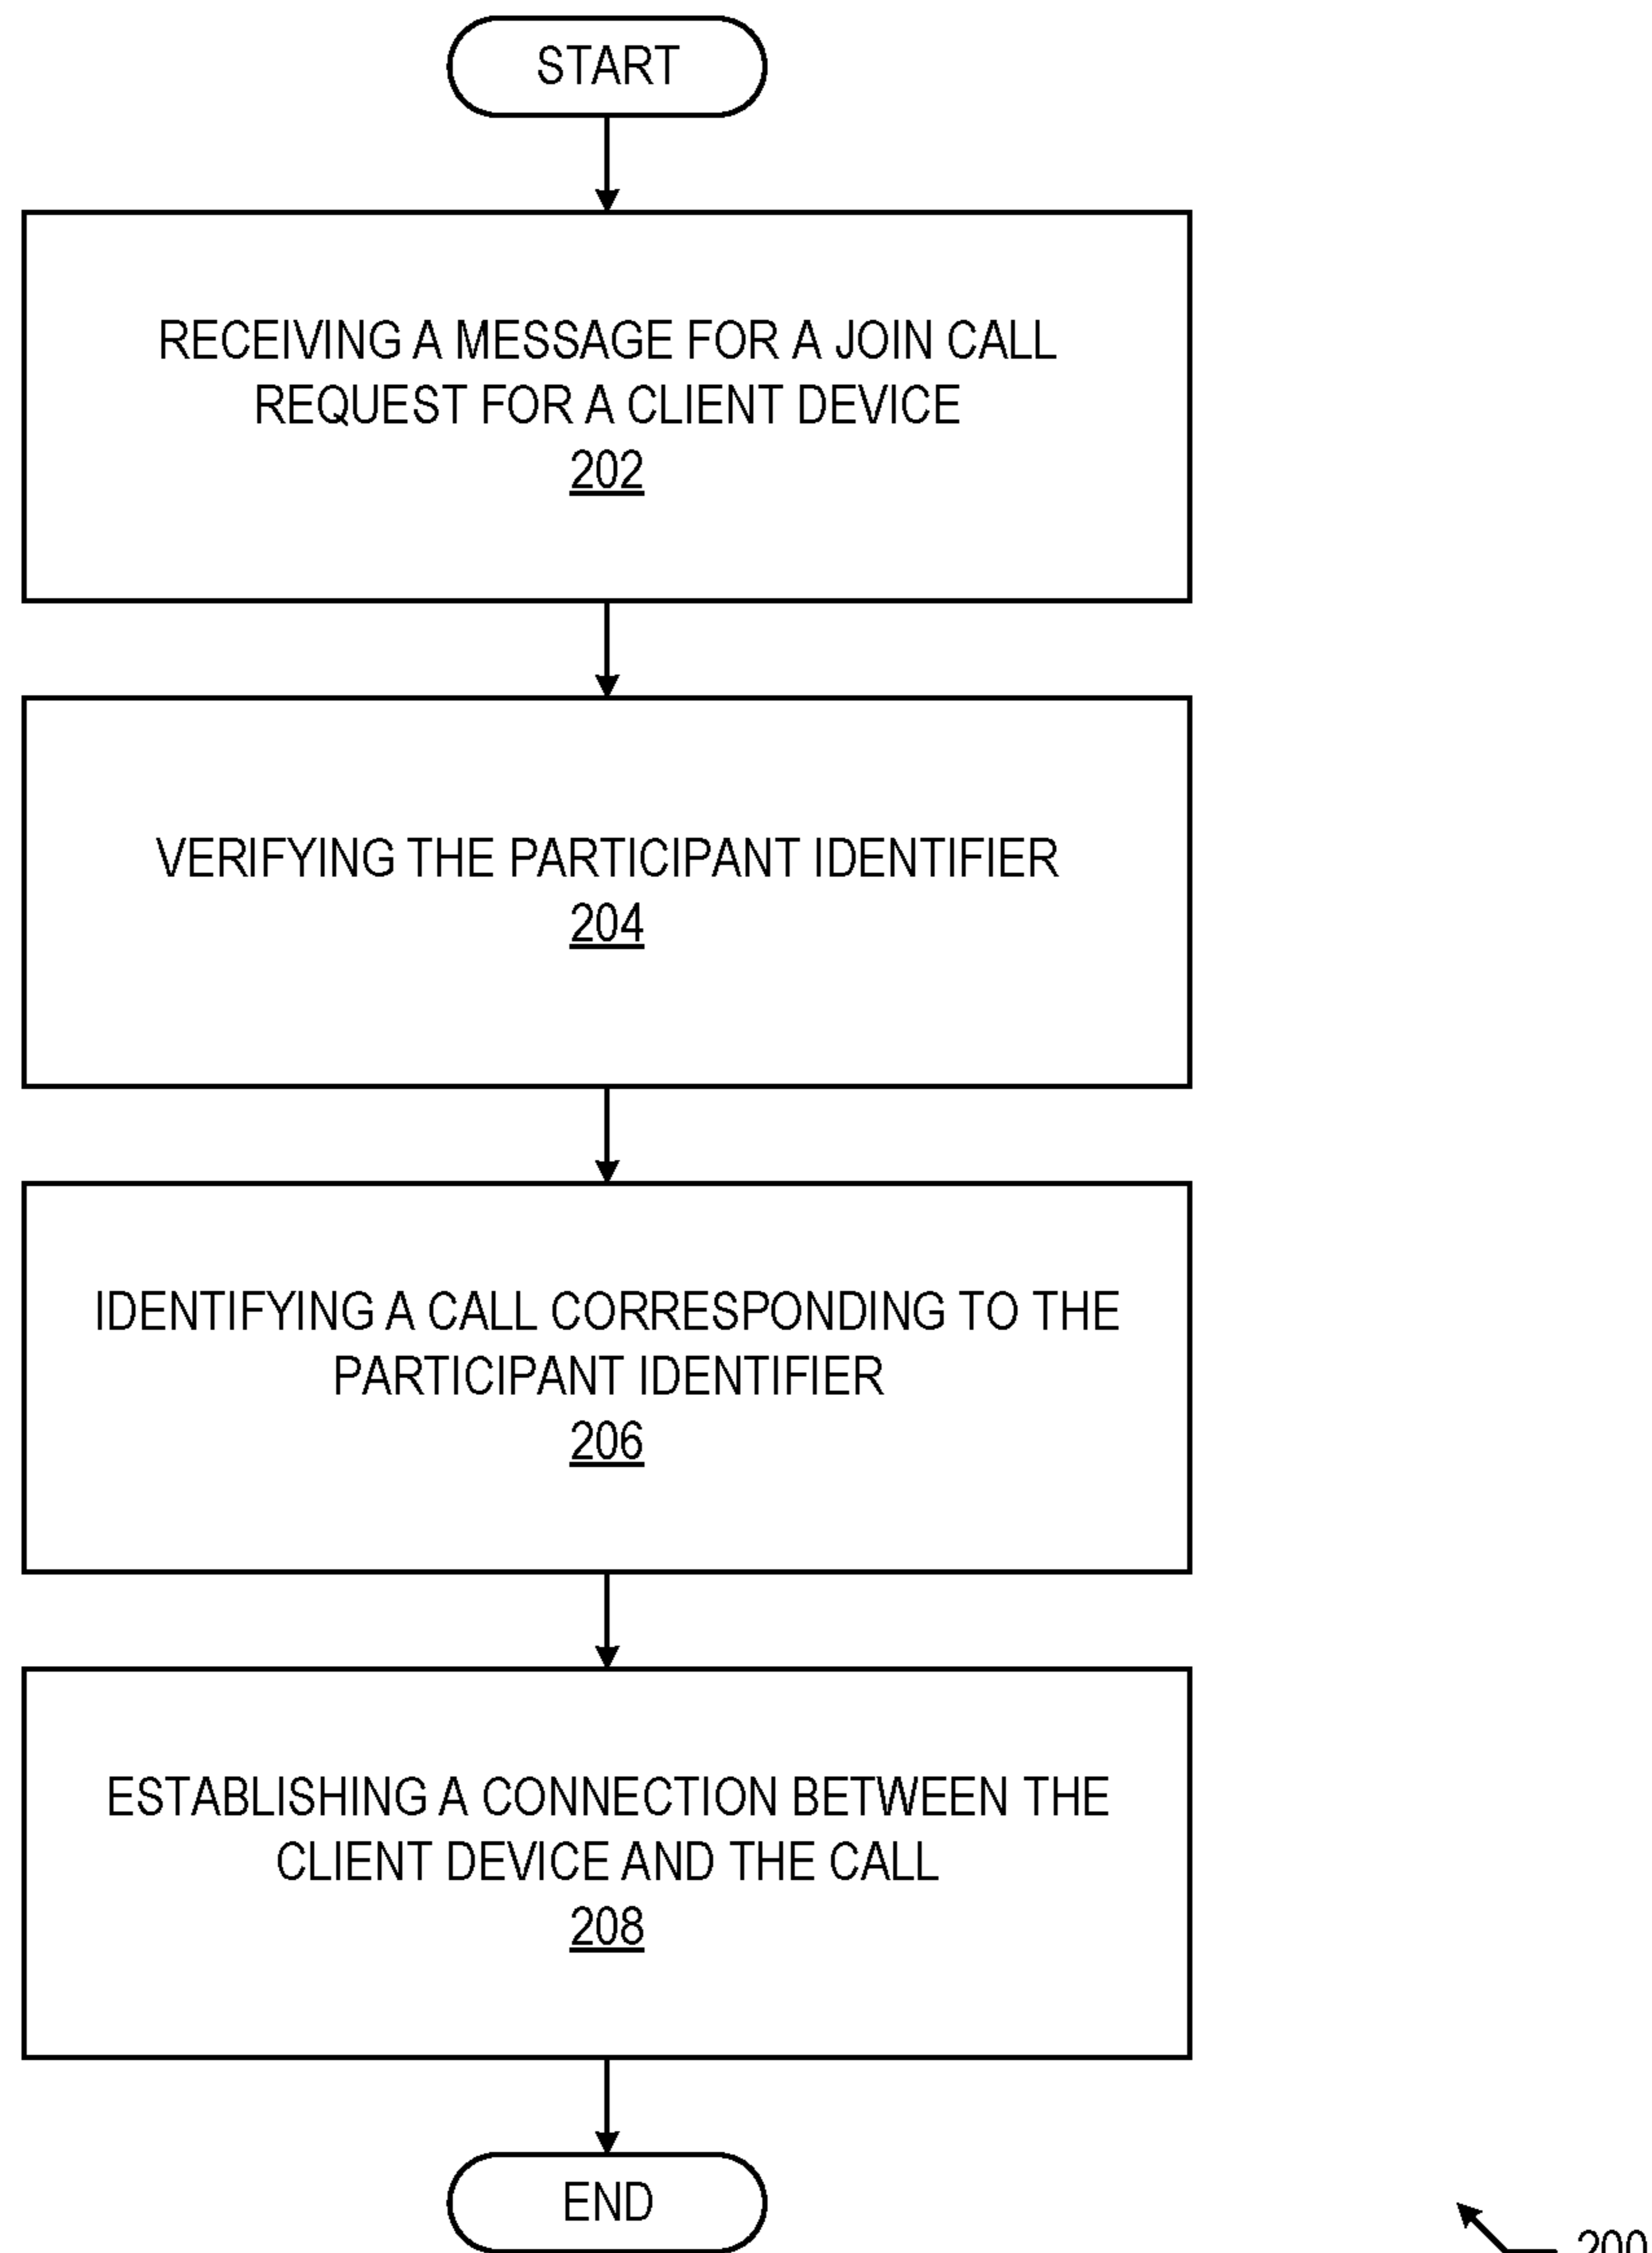 START
RECEIVING A MESSAGE FOR A JOIN CALL
REQUEST FOR A CLIENT DEVICE
202
VERIFYING THE PARTICIPANT IDENTIFIER
204
IDENTIFYING A CALL CORRESPONDING TO THE
PARTICIPANT IDENTIFIER
206
ESTABLISHING A CONNECTION BETWEEN THE
CLIENT DEVICE AND THE CALL
208
END
200